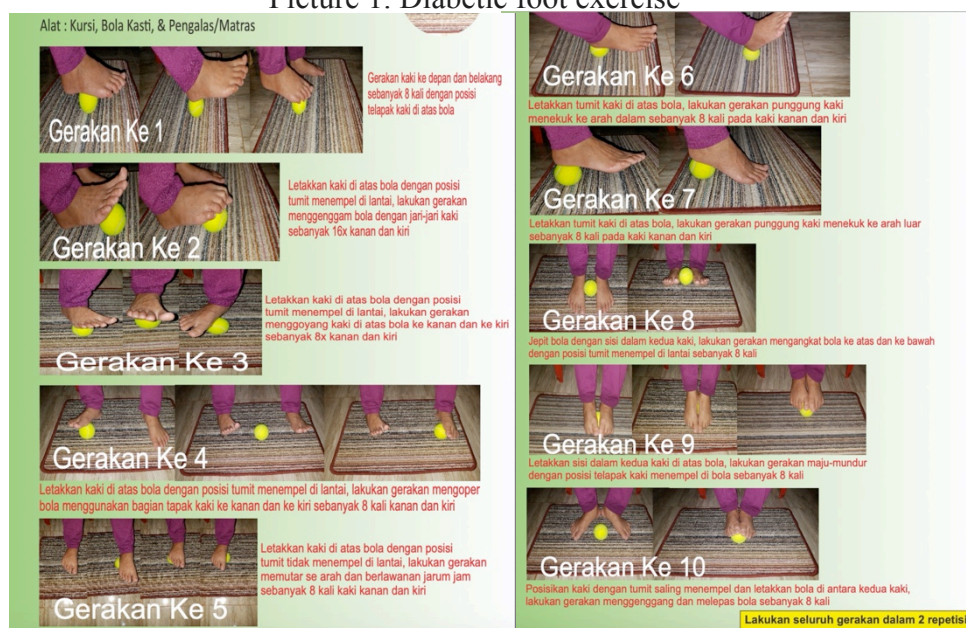 Picture 1. Diabetic foot exercise
Alat : Kursi, Bola Kasti, & Pengalas/Matras
Gerakan Ke 1
Gerakan kaki ke depan dan belakang
sebanyak 8 kali dengan posisi
telapak kaki di atas bola
Gerakan Ke 2
Letakkan kaki di atas bola dengan posisi
tumit menempel di lantai, lakukan gerakan
menggenggam bola dengan jari-jari kaki
sebanyak 16x kanan dan kiri
Gerakan Ke 3
Letakkan kaki di atas bola dengan posisi
tumit menempel di lantai, lakukan gerakan
menggoyang kaki di atas bola ke kanan dan ke kiri
sebanyak 8x kanan dan kiri
Gerakan Ke 4
Letakkan kaki di atas bola dengan posisi tumit menempel di lantai, lakukan gerakan mengoper
bola menggunakan bagian tapak kaki ke kanan dan ke kiri sebanyak 8 kali kanan dan kiri
Gerakan Ke 5
Letakkan kaki di atas bola dengan posisi
tumit tidak menempel di lantai, lakukan gerakan
memutar se arah dan berlawanan jarum jam
sebanyak 8 kali kaki kanan dan kiri
Gerakan Ke 6
Letakkan tumit kaki di atas bola, lakukan gerakan punggung kaki
menekuk ke arah dalam sebanyak 8 kali pada kaki kanan dan kiri
Gerakan Ke 7
Letakkan tumit kaki di atas bola, lakukan gerakan punggung kaki menekuk ke arah luar
sebanyak 8 kali pada kaki kanan dan kiri
Gerakan Ke 8
Jepit bola dengan sisi dalam kedua kaki, lakukan gerakan mengangkat bola ke atas dan ke bawah
dengan posisi tumit menempel di lantai sebanyak 8 kali
Gerakan Ke 9
Letakkan sisi dalam kedua kaki di atas bola, lakukan gerakan maju-mundur
dengan posisi telapak kaki menempel di bola sebanyak 8 kali
Gerakan Ke 10
Posisikan kaki dengan tumit saling menempel dan letakkan bola di antara kedua kaki,
lakukan gerakan menggenggang dan melepas bola sebanyak 8 kali
Lakukan seluruh gerakan dalam 2 repetisi